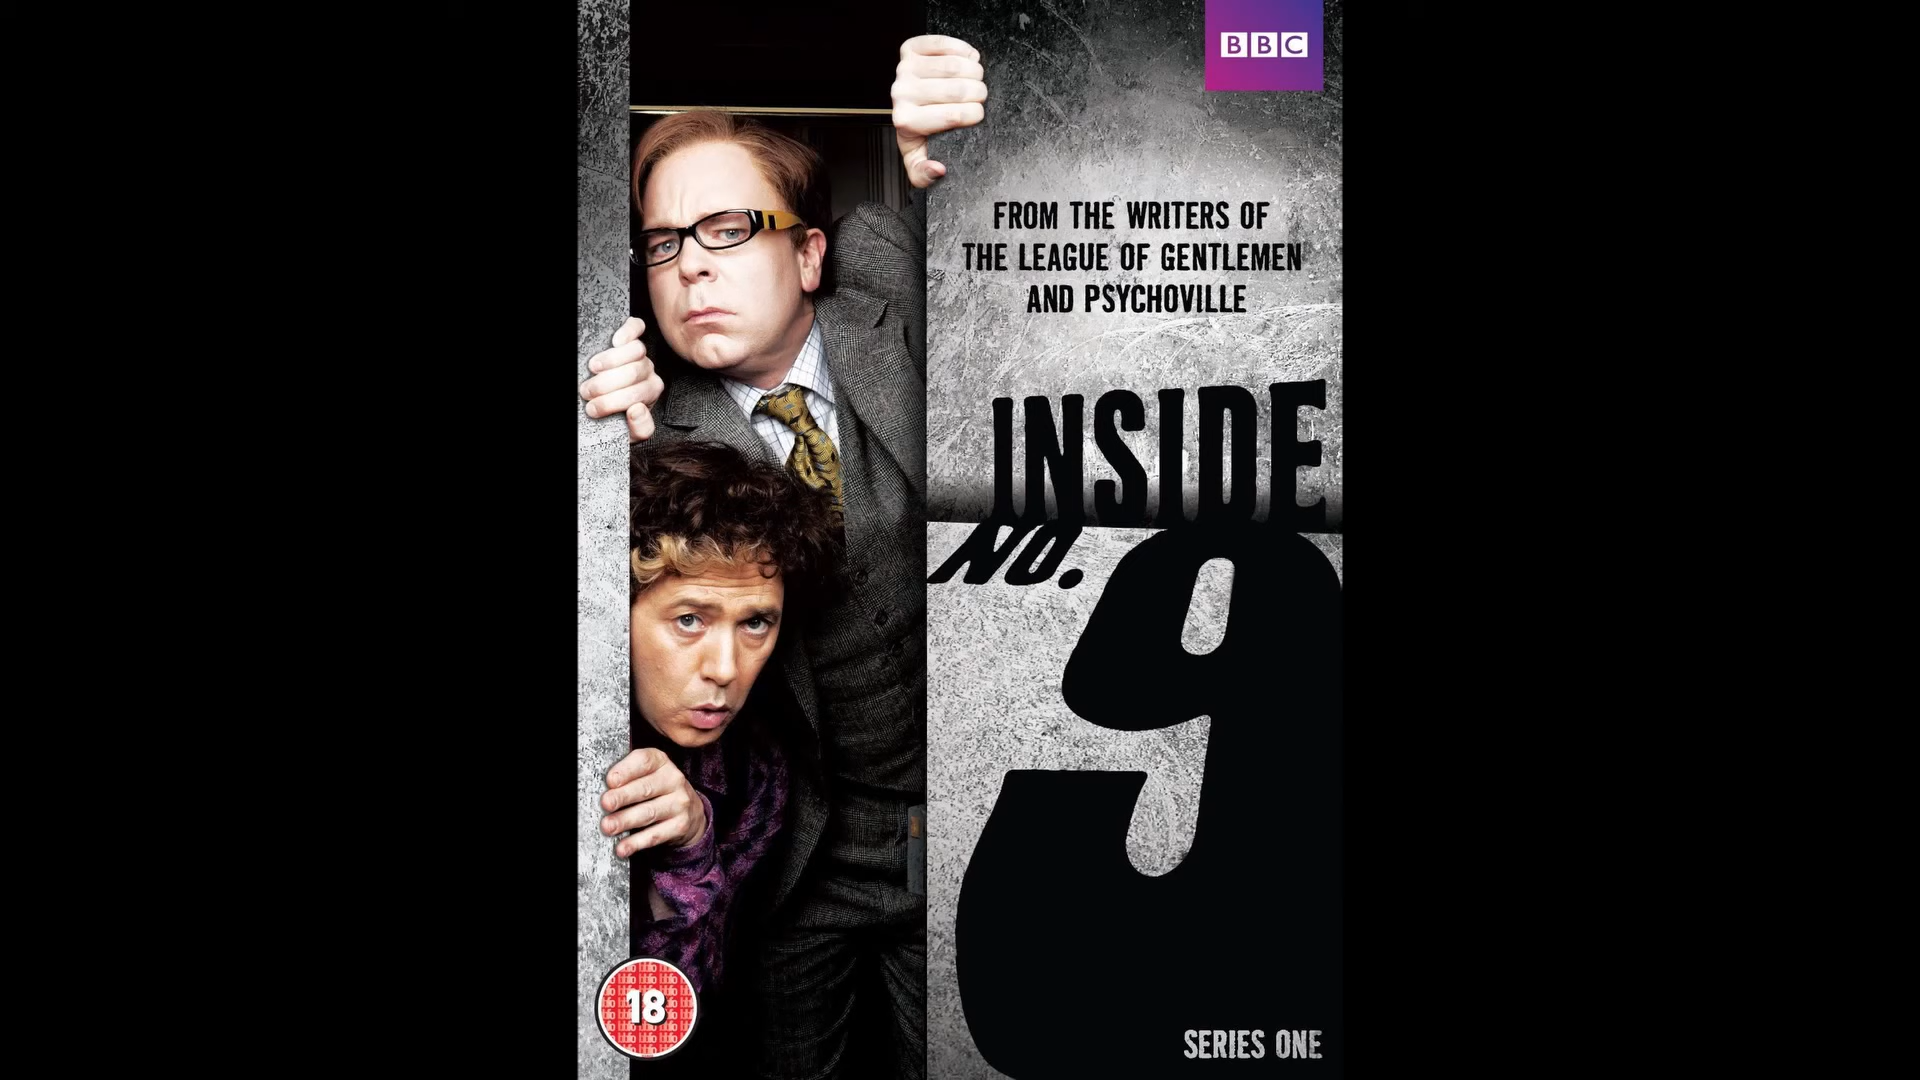 BBC
FROM THE WRITERS OF
THE LEAGUE OF GENTLEMEN
AND PSYCHOVILLE
INSIDE
NO.
9
18
SERIES ONE